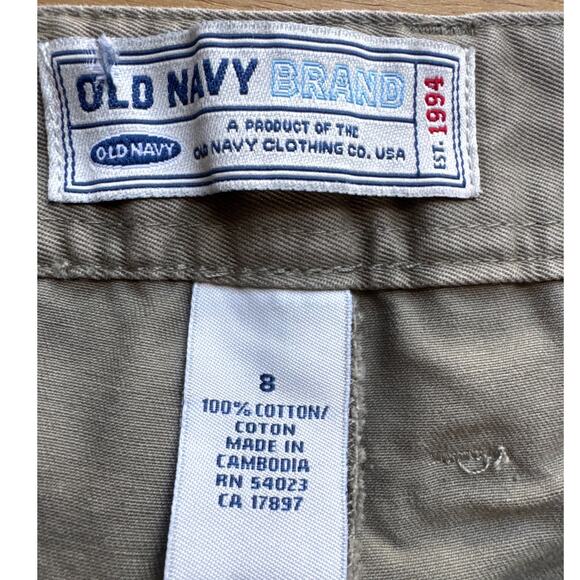 OLD NAVY BRAND
A PRODUCT OF THE
OLD NAVY
OLD NAVY CLOTHING CO. USA
EST. 1994
8
100% COTTON/
COTON
MADE IN
CAMBODIA
RN 54023
CA 17897